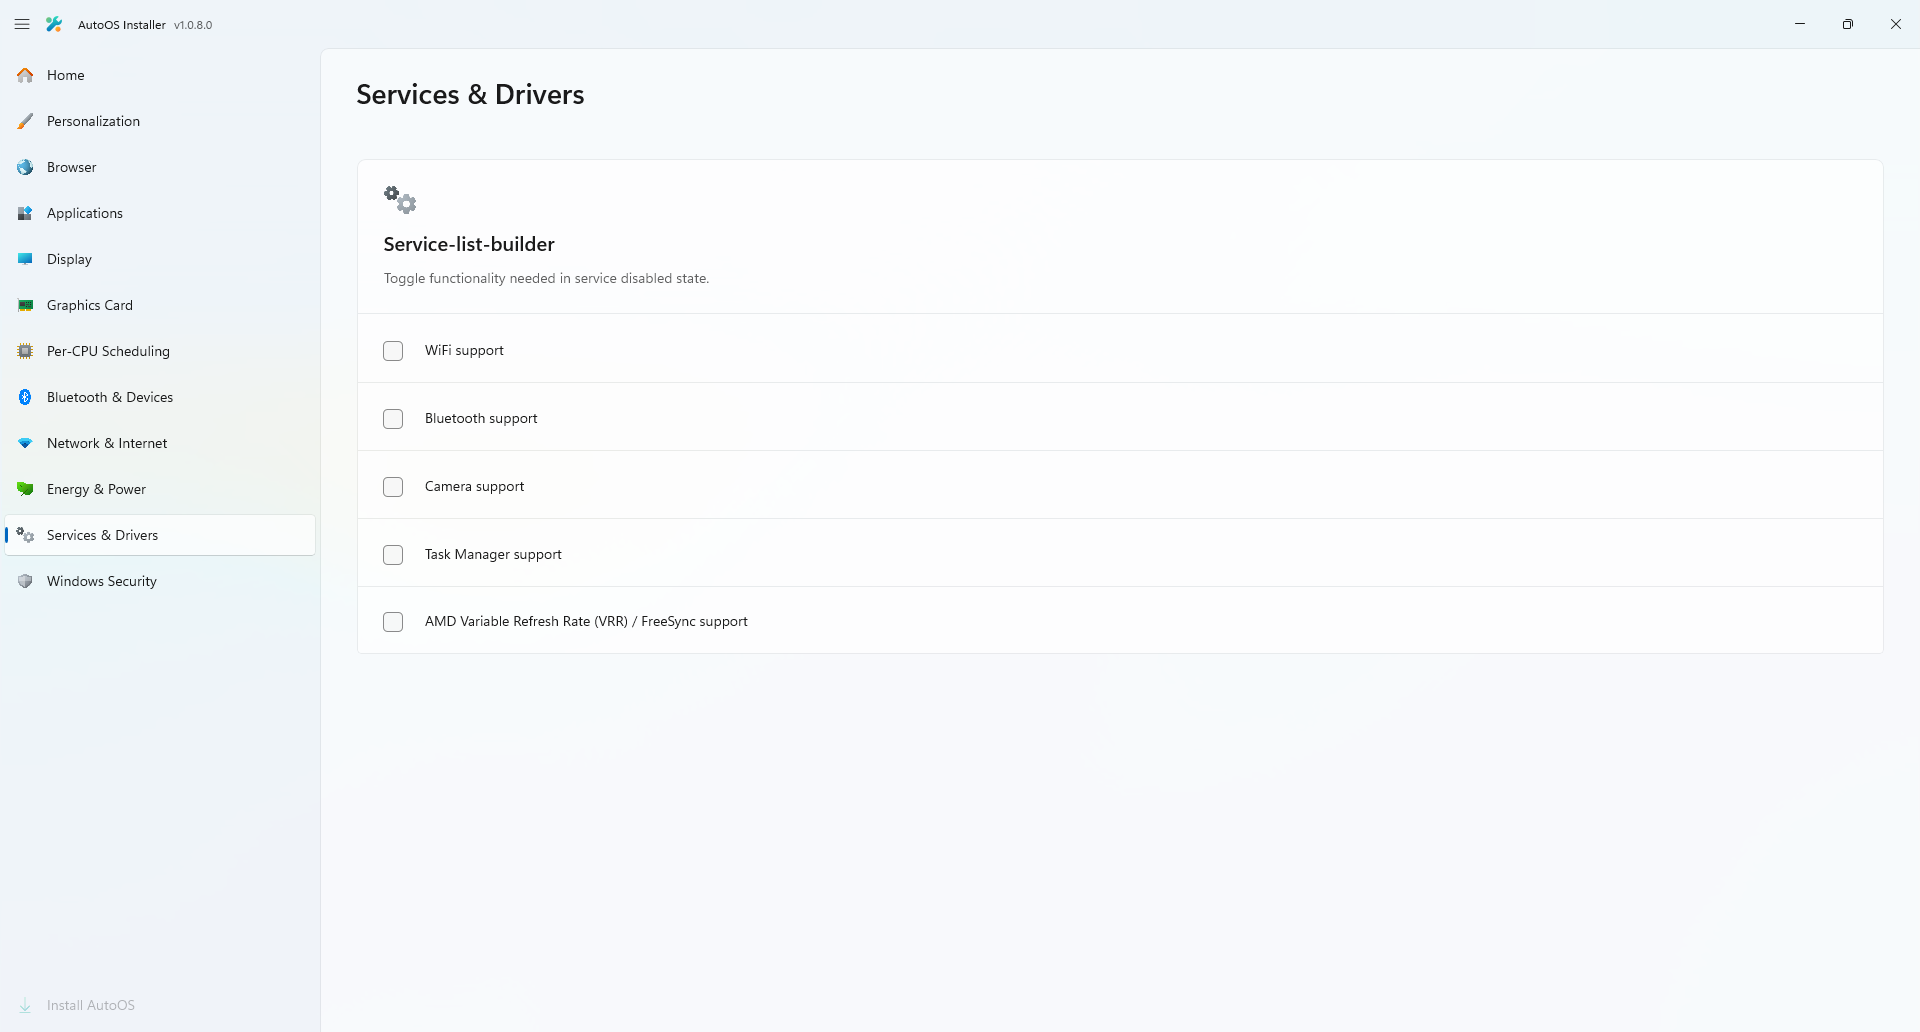 AutoOS Installer v1.0.8.0
Home
Personalization
Browser
Applications
Display
Graphics Card
Per-CPU Scheduling
Bluetooth & Devices
Network & Internet
Energy & Power
Services & Drivers
Windows Security
Install AutoOS
Services & Drivers
Service-list-builder
Toggle functionality needed in service disabled state.
WiFi support
Bluetooth support
Camera support
Task Manager support
AMD Variable Refresh Rate (VRR) / FreeSync support